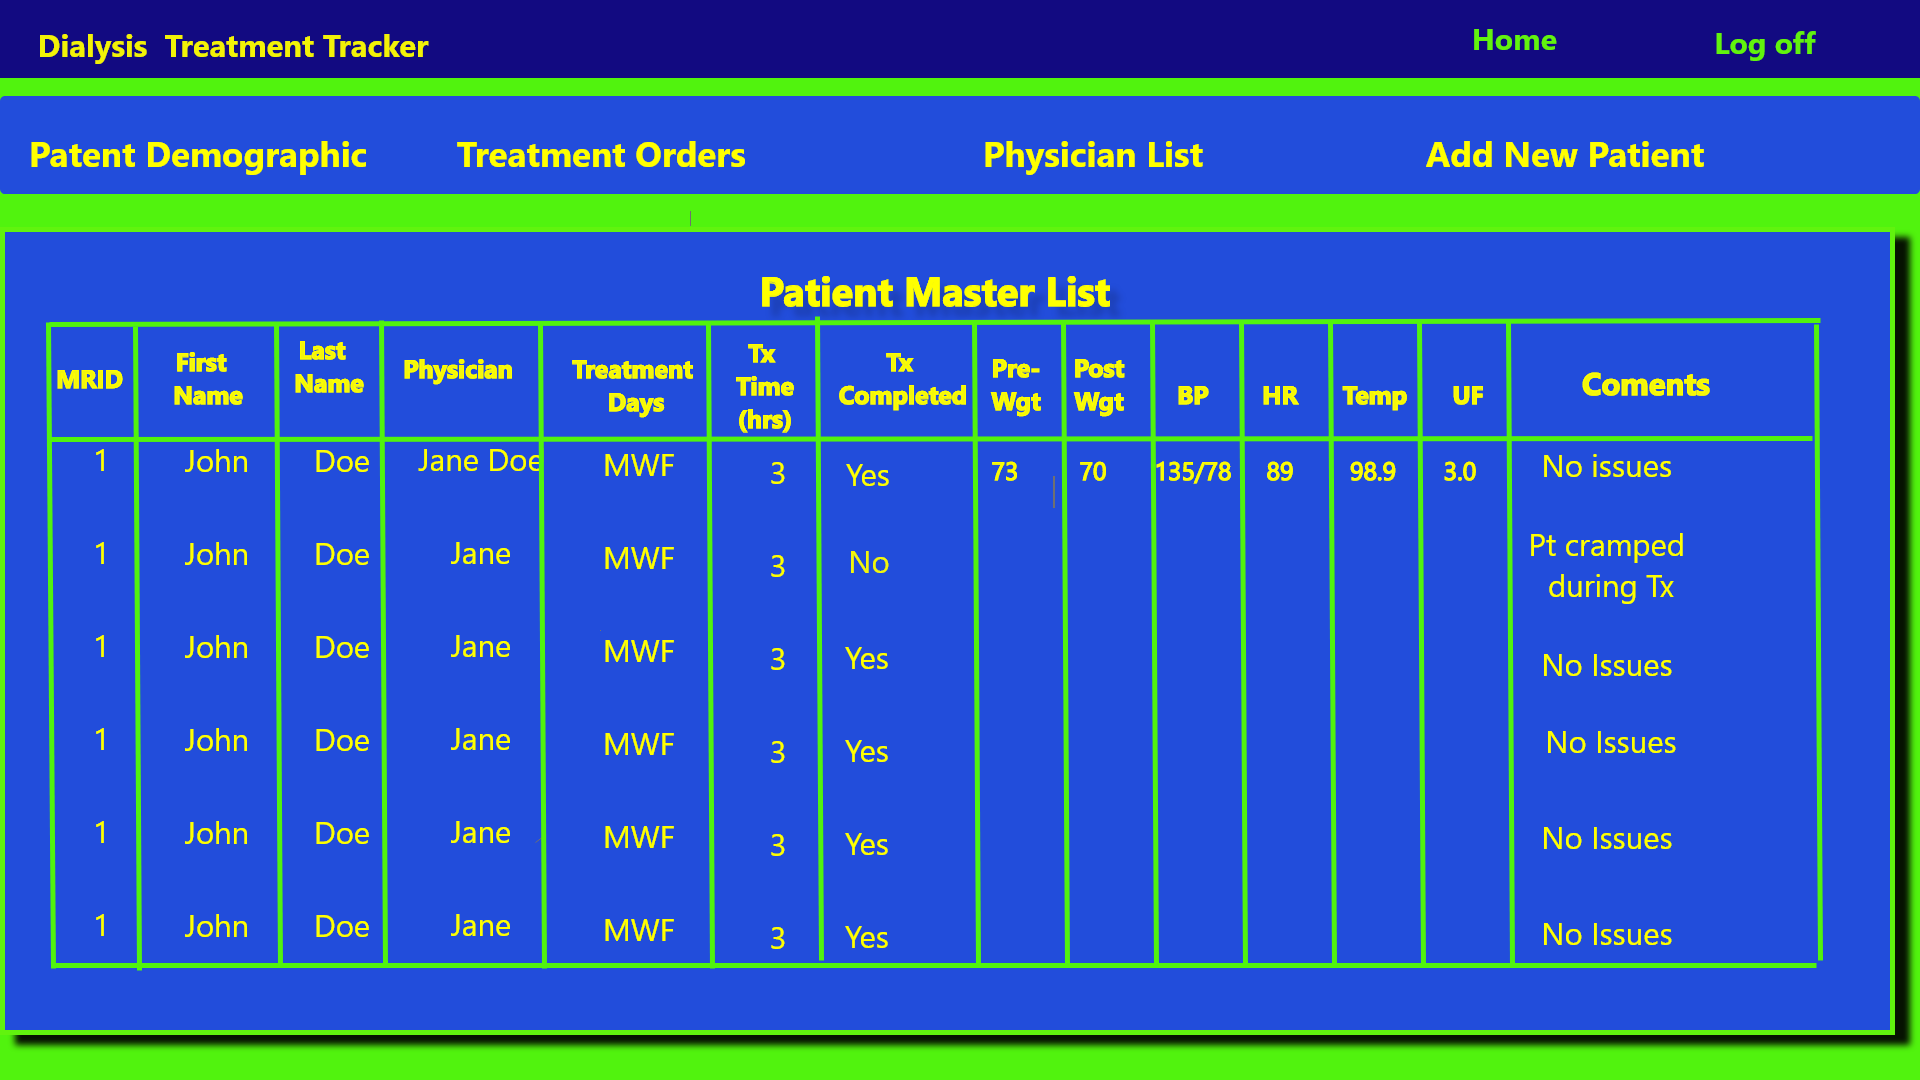 Dialysis  Treatment Tracker Home Log off
Patent Demographic Treatment Orders Physician List Add New Patient
Patient Master List
MRID First Name Last Name Physician Treatment Days Tx Time (hrs) Tx Completed Pre-Wgt Post Wgt BP HR Temp UF Coments
1 John Doe Jane Doe MWF 3 Yes 73 70 135/78 89 98.9 3.0 No issues
1 John Doe Jane MWF 3 No Pt cramped during Tx
1 John Doe Jane MWF 3 Yes No Issues
1 John Doe Jane MWF 3 Yes No Issues
1 John Doe Jane MWF 3 Yes No Issues
1 John Doe Jane MWF 3 Yes No Issues